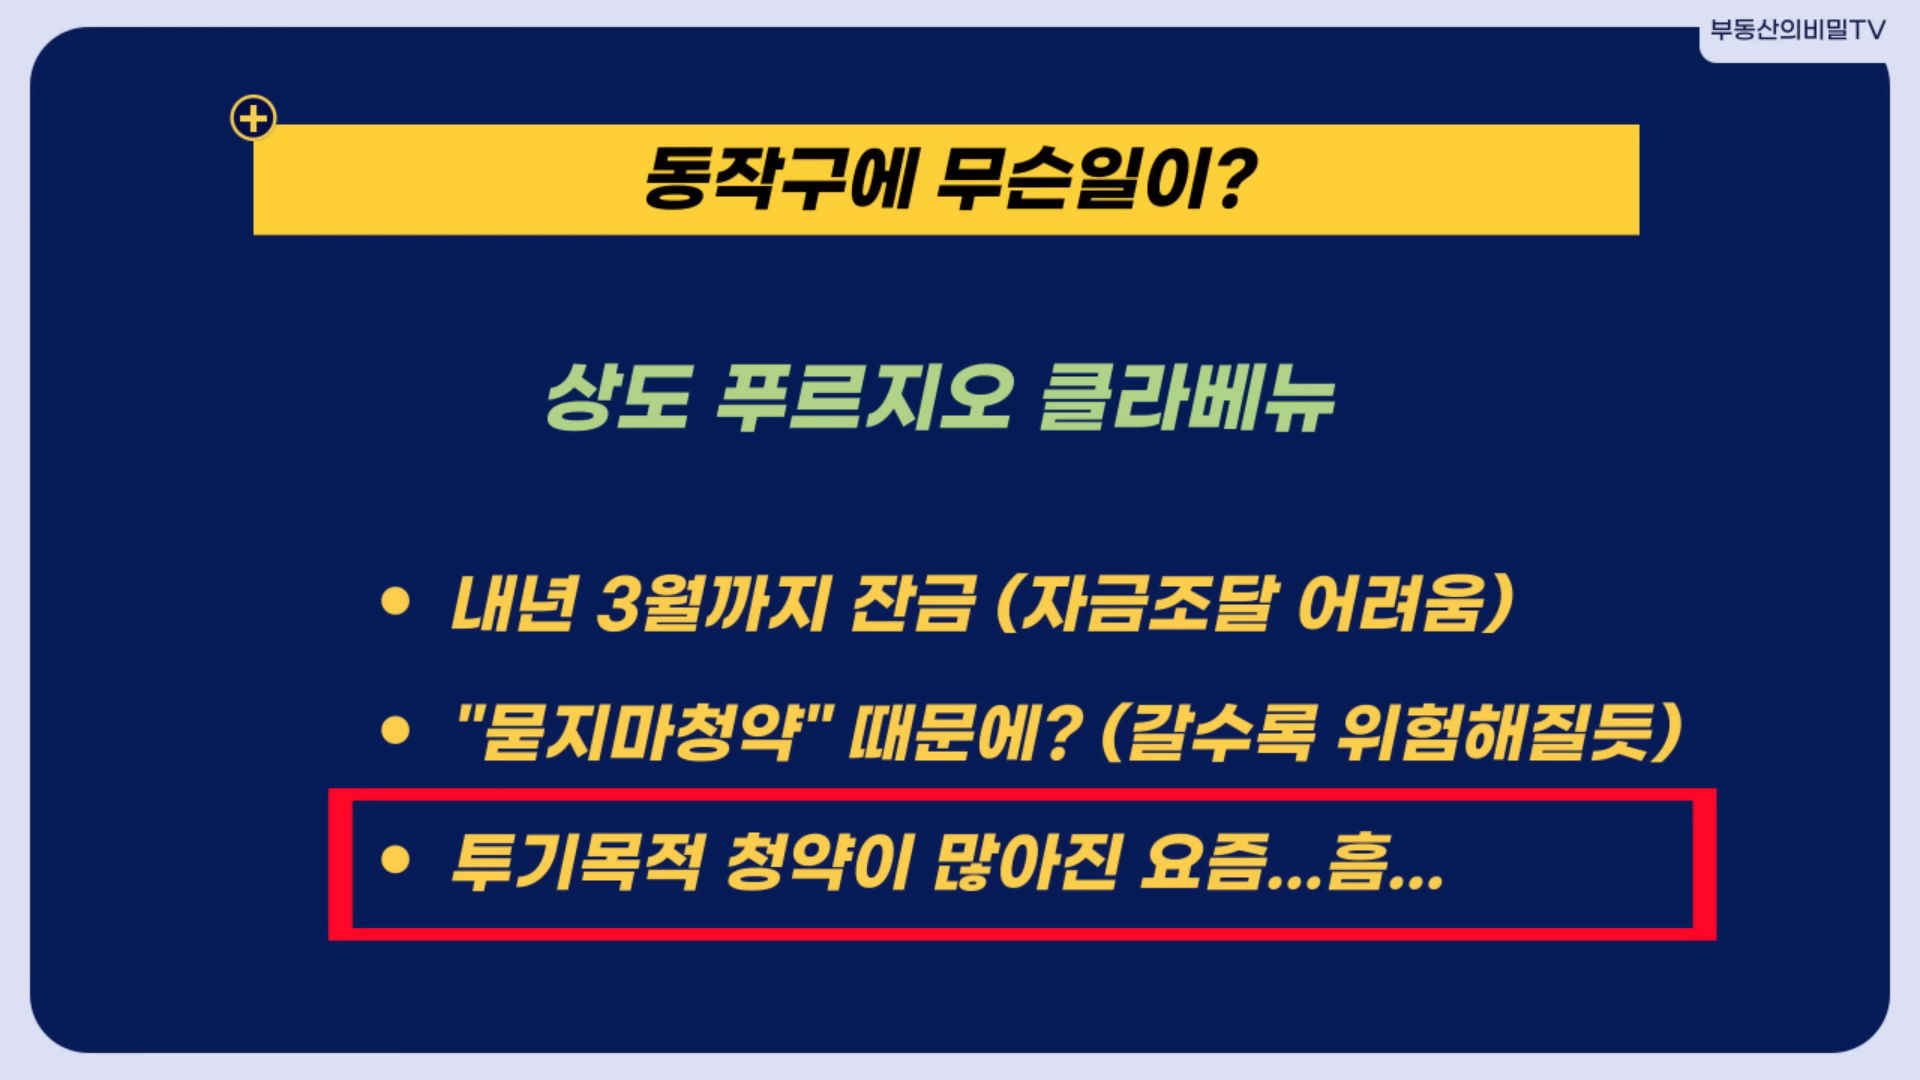 부동산의비밀TV
동작구에 무슨일이?
상도 푸르지오 클라베뉴
• 내년 3월까지 잔금 (자금조달 어려움)
• "묻지마청약" 때문에? (갈수록 위험해질듯)
• 투기목적 청약이 많아진 요즘...흠...